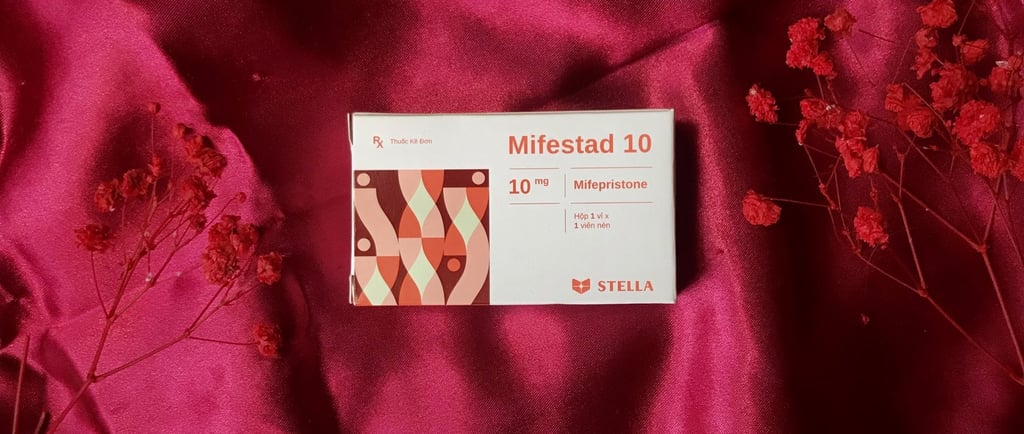 Rx Thuốc Kê Đơn
Mifestad 10
10 mg
Mifepristone
Hộp 1 vỉ x
1 viên nén
STELLA